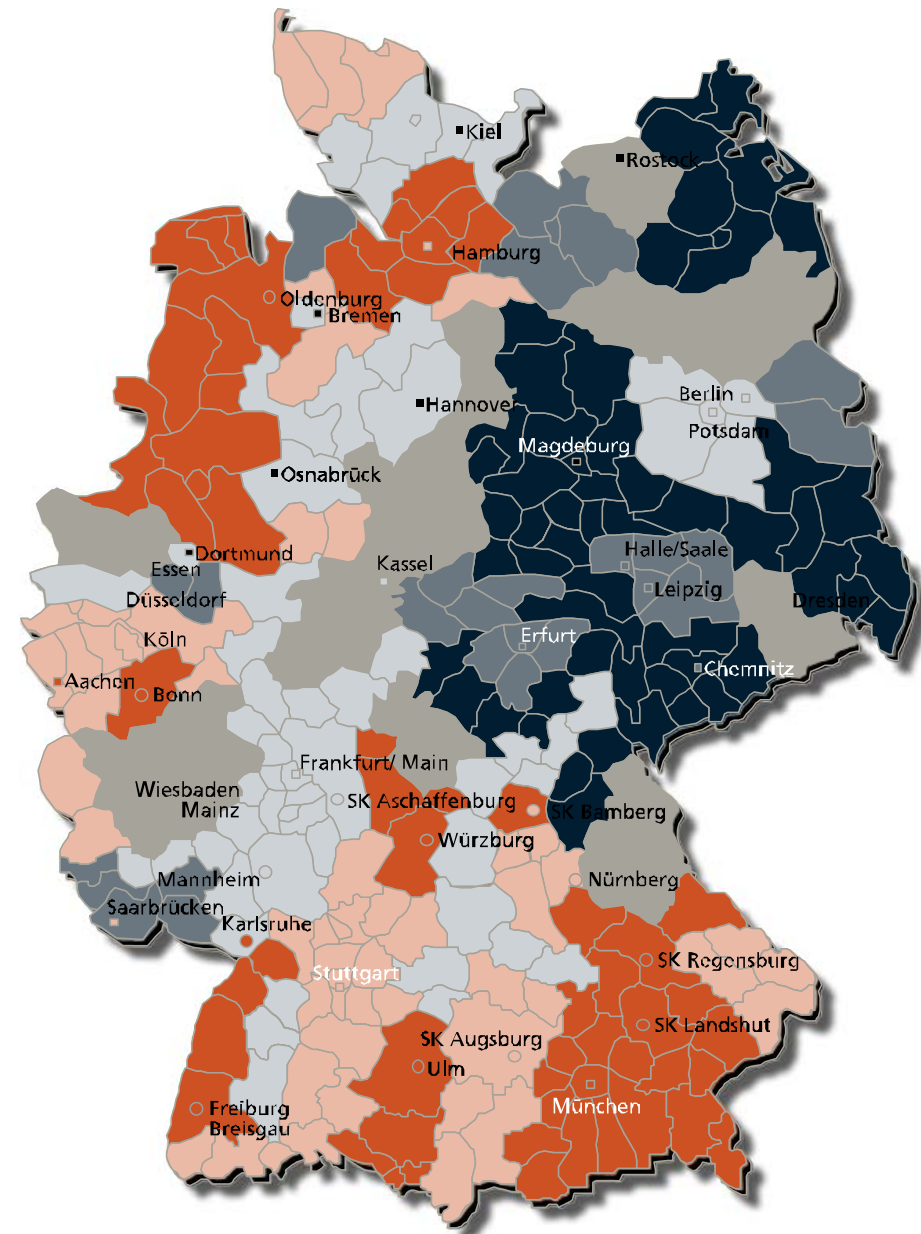 Kiel
Rostock
Hamburg
Oldenburg
Bremen
Berlin
Hannover
Potsdam
Magdeburg
Osnabrück
Dortmund
Halle/Saale
Essen
Kassel
Leipzig
Düsseldorf
Dresden
Köln
Erfurt
Chemnitz
Aachen
Bonn
Frankfurt/ Main
Wiesbaden
Mainz
SK Aschaffenburg
SK Bamberg
Würzburg
Mannheim
Nürnberg
Saarbrücken
Karlsruhe
SK Regensburg
Stuttgart
SK Landshut
SK Augsburg
Ulm
München
Freiburg
Breisgau